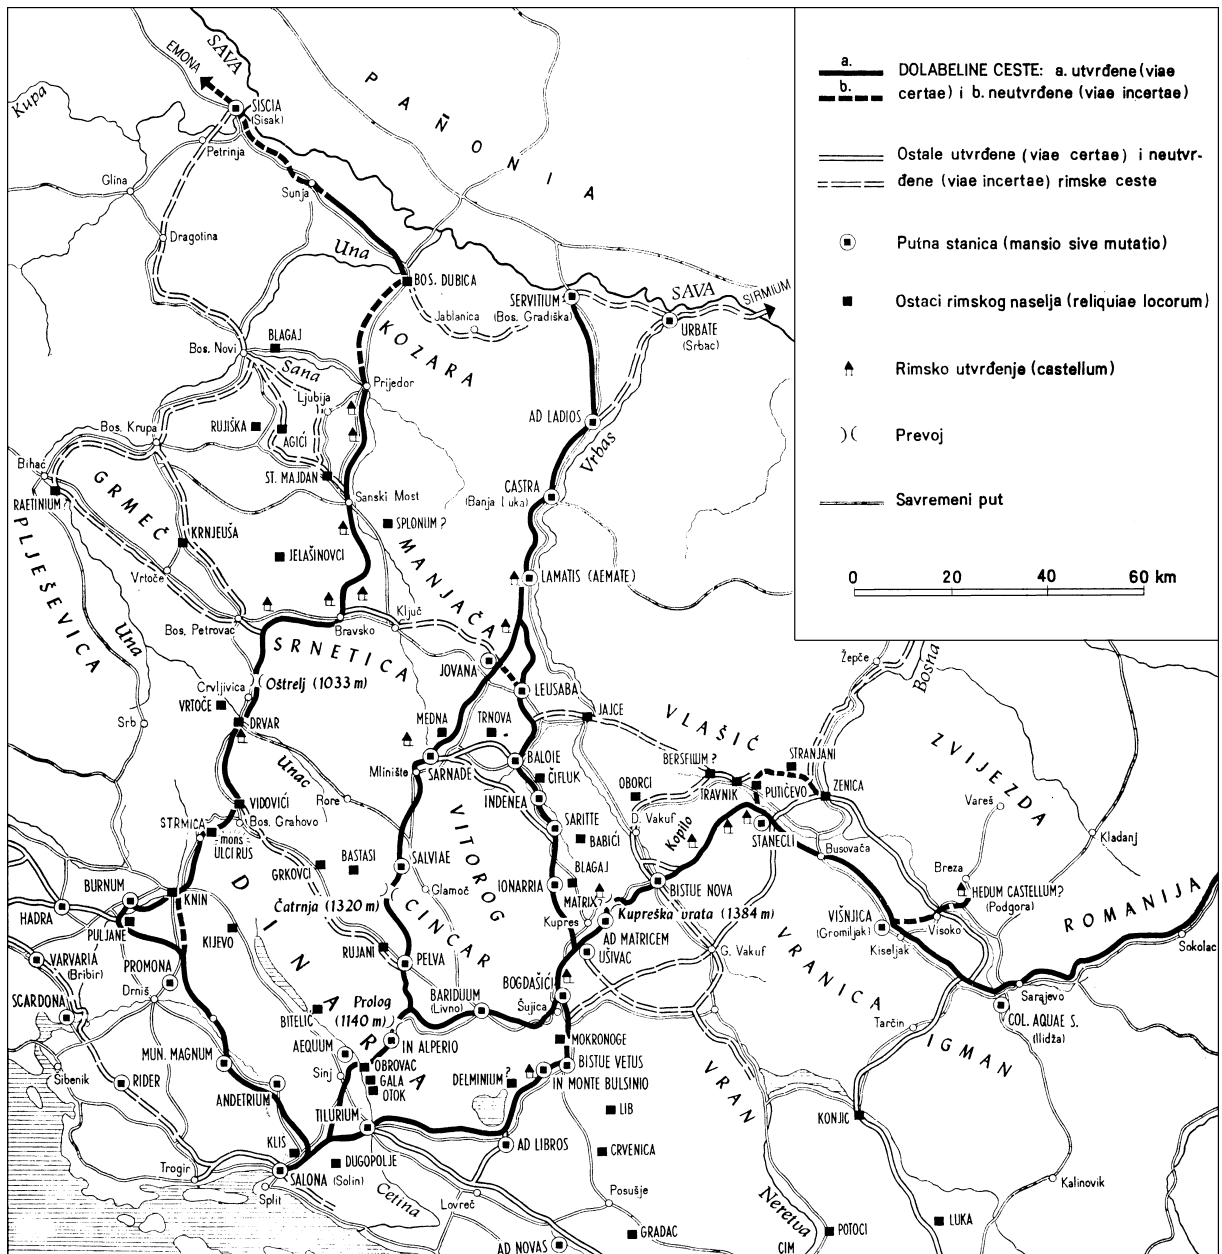 a.
DOLABELINE CESTE: a. utvrđene (viae
b.
certae) i b. neutvrđene (viae incertae)
Ostale utvrđene (viae certae) i neutvr-
đene (viae incertae) rimske ceste
Putna stanica (mansio sive mutatio)
Ostaci rimskog naselja (reliquiae locorum)
Rimsko utvrđenje (castellum)
Prevoj
Savremeni put
0 20 40 60 km
EMONA
SAVA
Kupa
SISCIA
(Sisak)
PAÑONIA
Petrinja
Glina
Sunja
Dragotina
Una
BOS. DUBICA
SERVITIUM
(Bos. Gradiška)
SAVA
SIRMIUM
Jablanica
URBATE
(Srbac)
KOZARA
BLAGAJ
Bos. Novi
Sana
Ljubija
Prijedor
AD LADIOS
Vrbas
RUJIŠKA
AGIĆI
Bos. Krupa
Bihać
ST. MAJDAN
CASTRA
(Banja Luka)
RAETINIUM?
GRMEČ
Sanski Most
SPLONUM ?
PLJEŠEVICA
KRNJEUŠA
JELAŠINOVCI
MANJAČA
Vrtoče
LAMATIS (AEMATE)
Una
Bos. Petrovac
Bravsko
Ključ
SRNETICA
JOVANA
Žepče
Bosna
Oštrelj (1033 m)
Crvljivica
LEUSABA
VRTOČE
Srb
DRVAR
MEDNA
TRNOVA
JAJCE
VLAŠIĆ
ZVIJEZDA
Unac
Mlinište
SARNADE
BALOIE
ČIFLUK
BERSELLUM ?
STRANJANI
Rore
VITOROG
INDENEA
OBORCI
TRAVNIK
PUTIČEVO
ZENICA
Vareš
VIDOVIĆI
Bos. Grahovo
STRMICA
mons
ULCIRUS
SARITTE
BABIĆI
D. Vakuf
Kopilo
STANECLI
Busovača
Kladanj
GRKOVCI
BASTASI
SALVIAE
BLAGAJ
Breza
BURNUM
KNIN
Čatrnja (1320 m)
Glamoč
IONARRIA
MATRIX?
BISTUE NOVA
HEDUM CASTELLUM?
(Podgora)
HADRA
PULJANE
DINARA
CINCAR
Kupres
Kupreška vrata (1384 m)
VIŠNJICA
(Gromiljak)
Visoko
ROMANIJA
KIJEVO
RUJANI
AD MATRICEM
UŠIVAC
VRANICA
Kiseljak
Sokolac
VARVARIA
(Bribir)
PROMONA
PELVA
G. Vakuf
SCARDONA
Drniš
Prolog
(1140 m)
BARIDUUM
(Livno)
BOGDAŠIĆI
Šujica
Sarajevo
BITELIĆ
IN ALPERIO
Tarčin
COL. AQUAE S.
(Ilidža)
MUN. MAGNUM
AEQUUM
MOKRONOGE
IGMAN
Šibenik
RIDER
Sinj
OBROVAC
GALA
OTOK
DELMINIUM ?
BISTUE VETUS
IN MONTE BULSINIO
VRAN
ANDETRIUM
TILURIUM
LIB
KONJIC
KLIS
AD LIBROS
CRVENICA
Trogir
SALONA
(Solin)
DUGOPOLJE
Split
Cetina
Lovreč
Posušje
Kalinovik
Neretva
GRADAC
POTOCI
LUKA
AD NOVAS
CIM